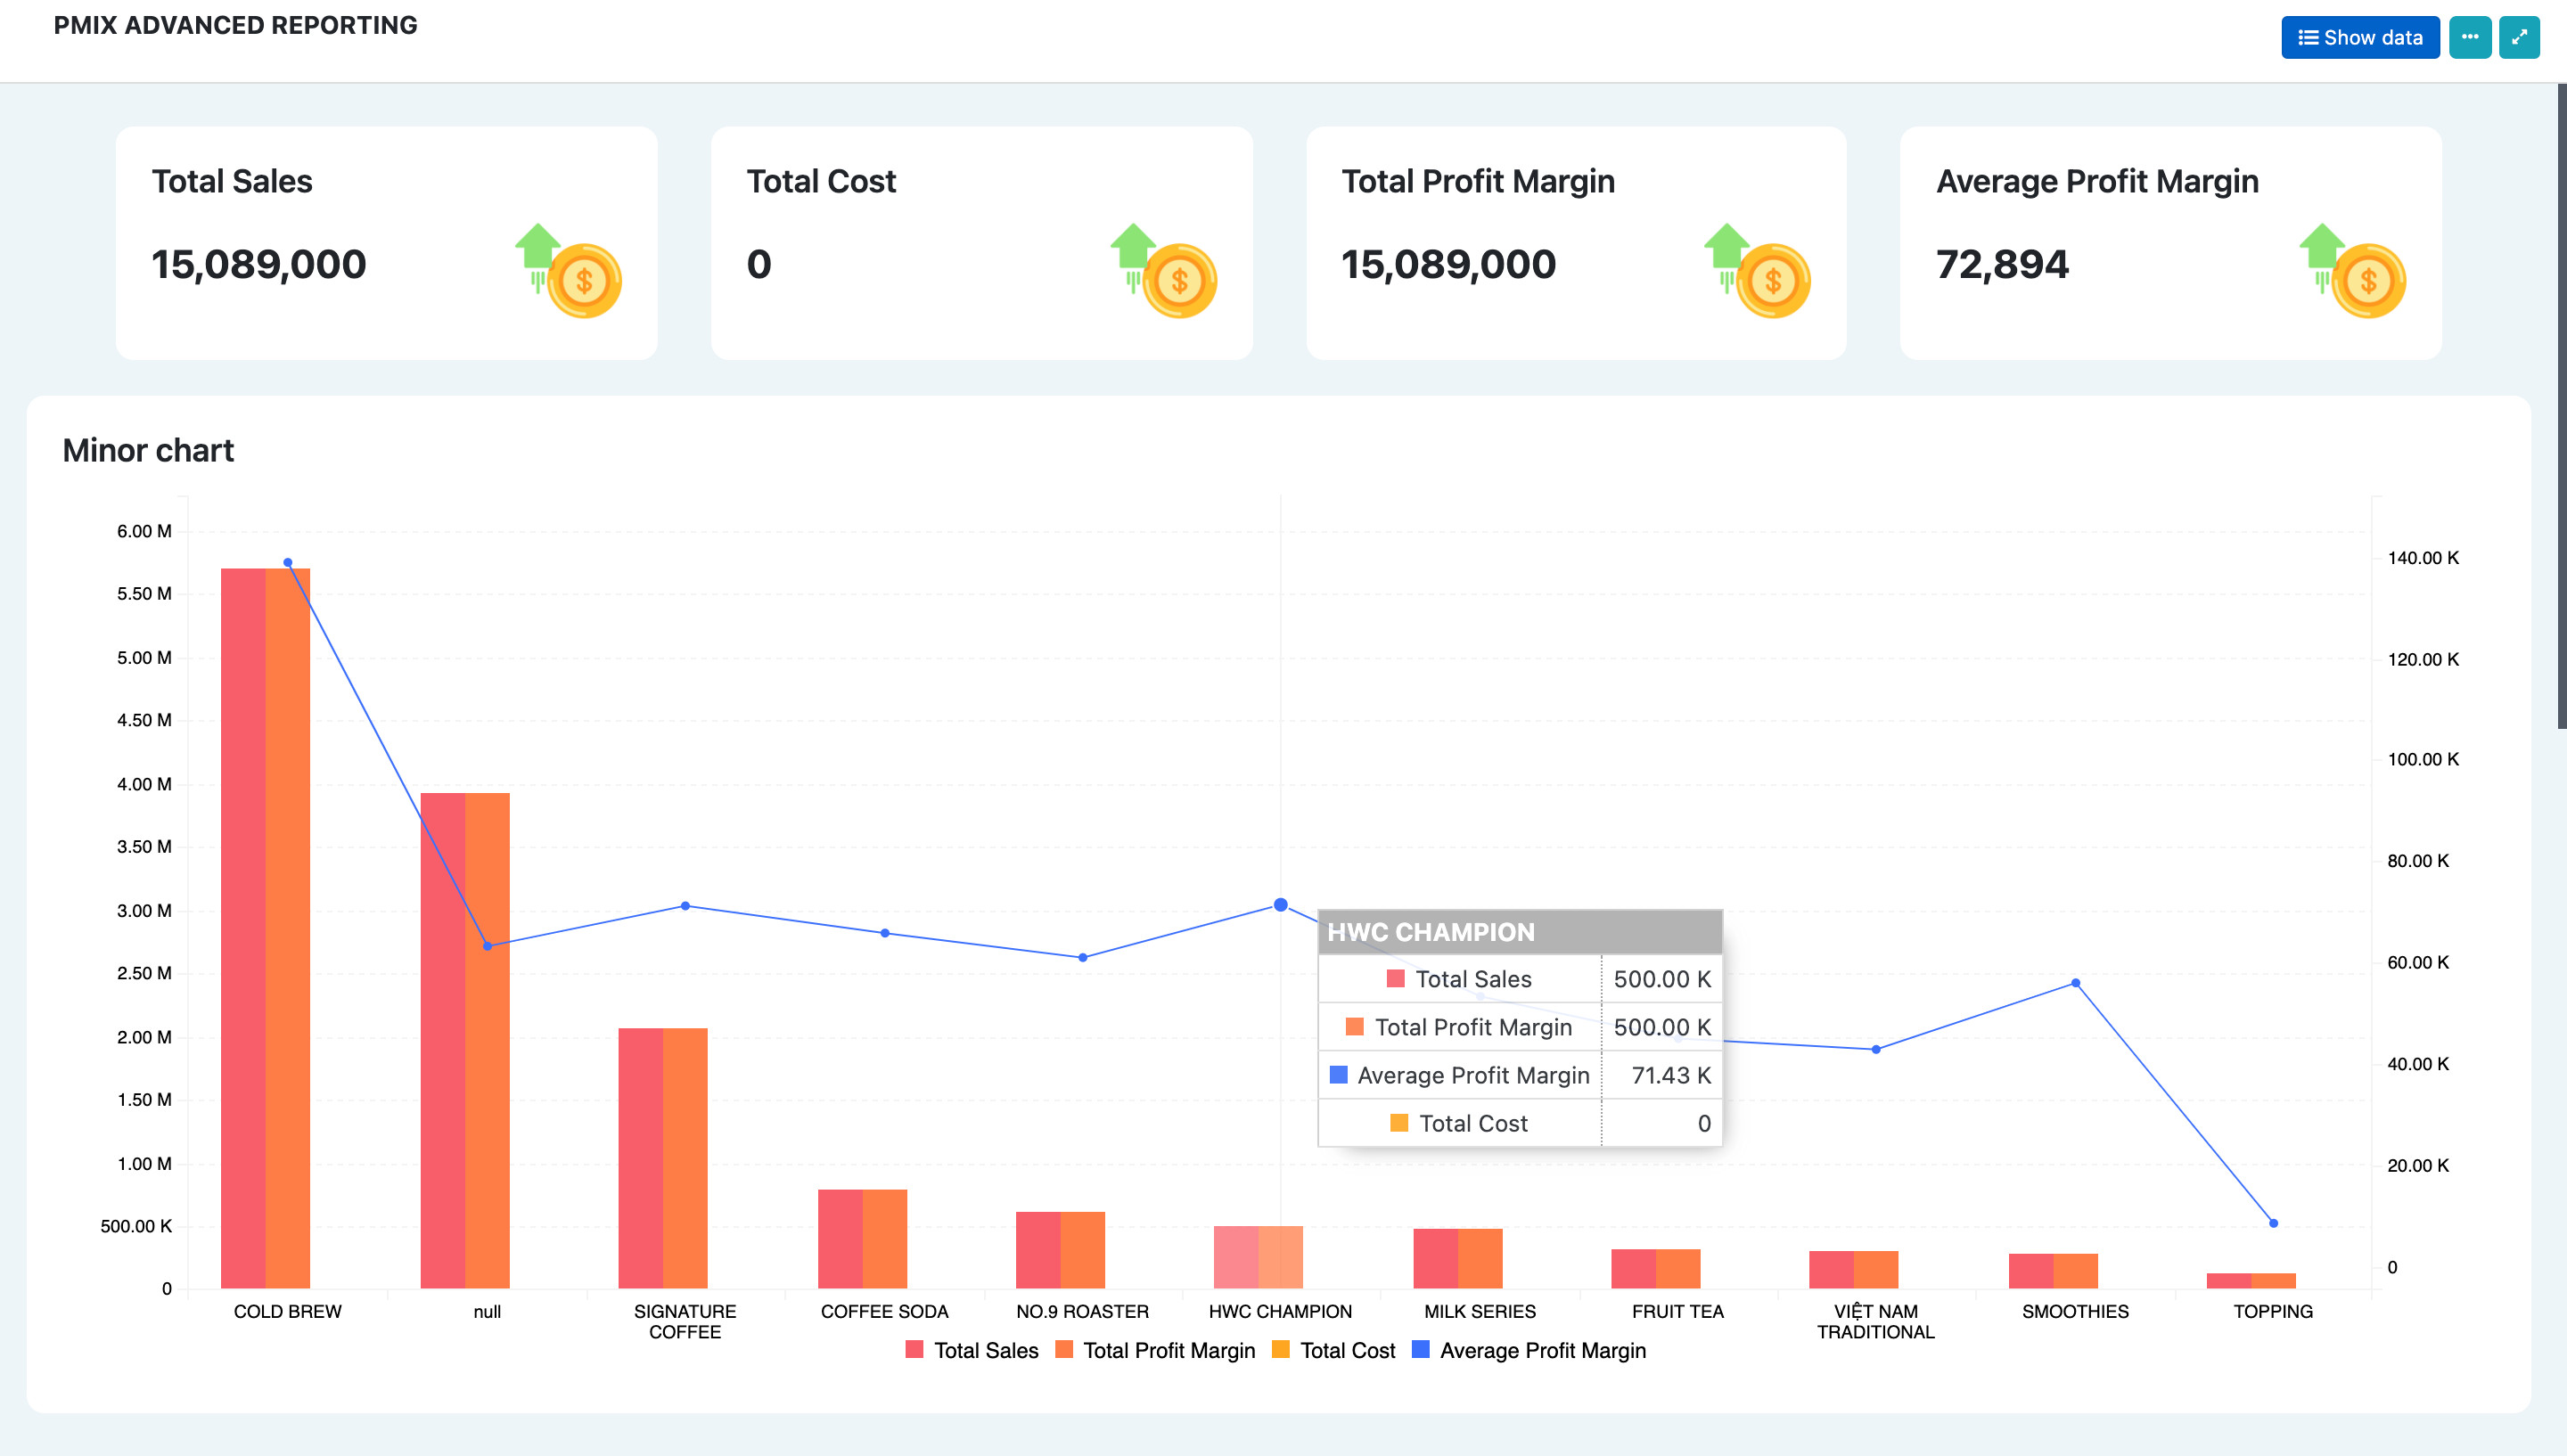 PMIX ADVANCED REPORTING
Show data
Total Sales
15,089,000
Total Cost
0
Total Profit Margin
15,089,000
Average Profit Margin
72,894
Minor chart
6.00 M
5.50 M
5.00 M
4.50 M
4.00 M
3.50 M
3.00 M
2.50 M
2.00 M
1.50 M
1.00 M
500.00 K
0
140.00 K
120.00 K
100.00 K
80.00 K
60.00 K
40.00 K
20.00 K
0
HWC CHAMPION
Total Sales 500.00 K
Total Profit Margin 500.00 K
Average Profit Margin 71.43 K
Total Cost 0
COLD BREW
null
SIGNATURE
COFFEE
COFFEE SODA
NO.9 ROASTER
HWC CHAMPION
MILK SERIES
FRUIT TEA
VIỆT NAM
TRADITIONAL
SMOOTHIES
TOPPING
Total Sales Total Profit Margin Total Cost Average Profit Margin